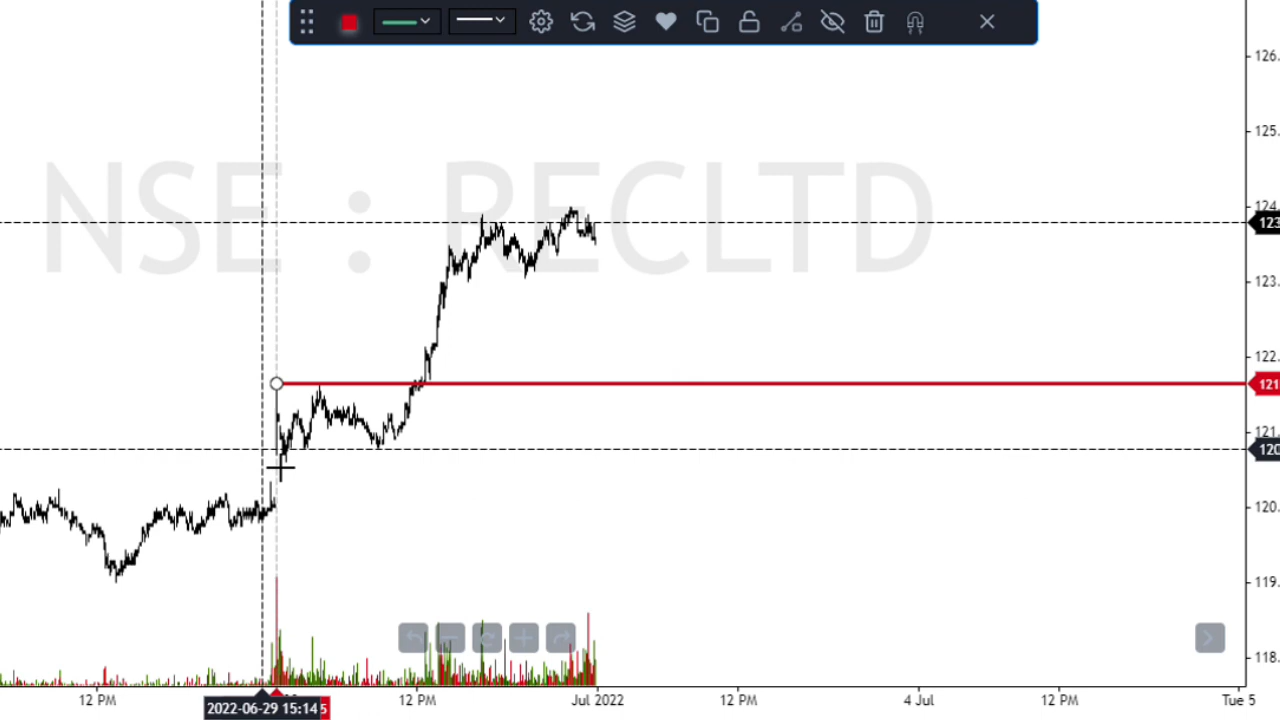 NSE : RECLTD
126.
125.
124.
123
123.
122.
121
121.
120
120.
119.
118.
12 PM
2022-06-29 15:14
5
12 PM
Jul 2022
12 PM
4 Jul
12 PM
Tue 5